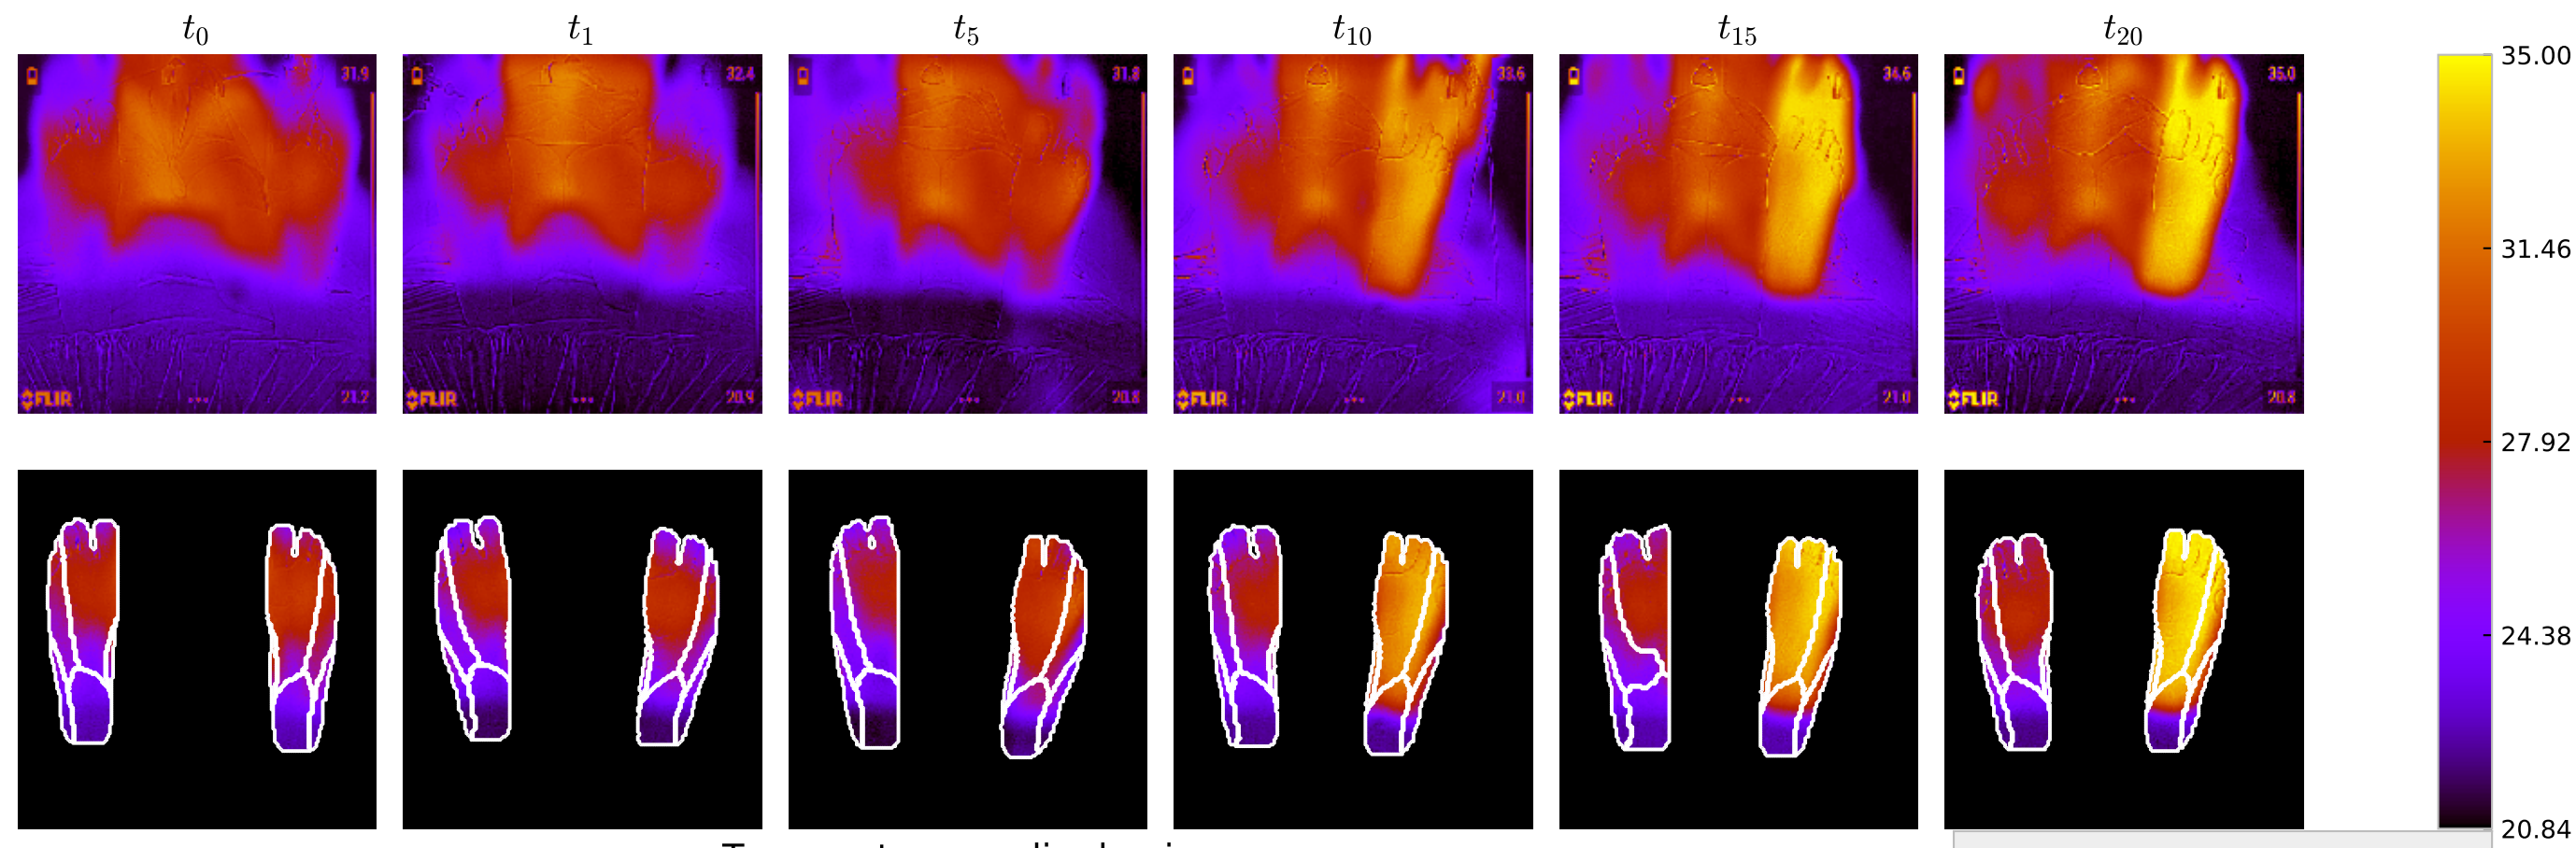 t0 t1 t5 t10 t15 t20
31.9 32.4 31.8 33.6 34.6 35.0
FLIR 21.2 FLIR 20.9 FLIR 20.8 FLIR 21.0 FLIR 21.0 FLIR 20.8
35.00
31.46
27.92
24.38
20.84